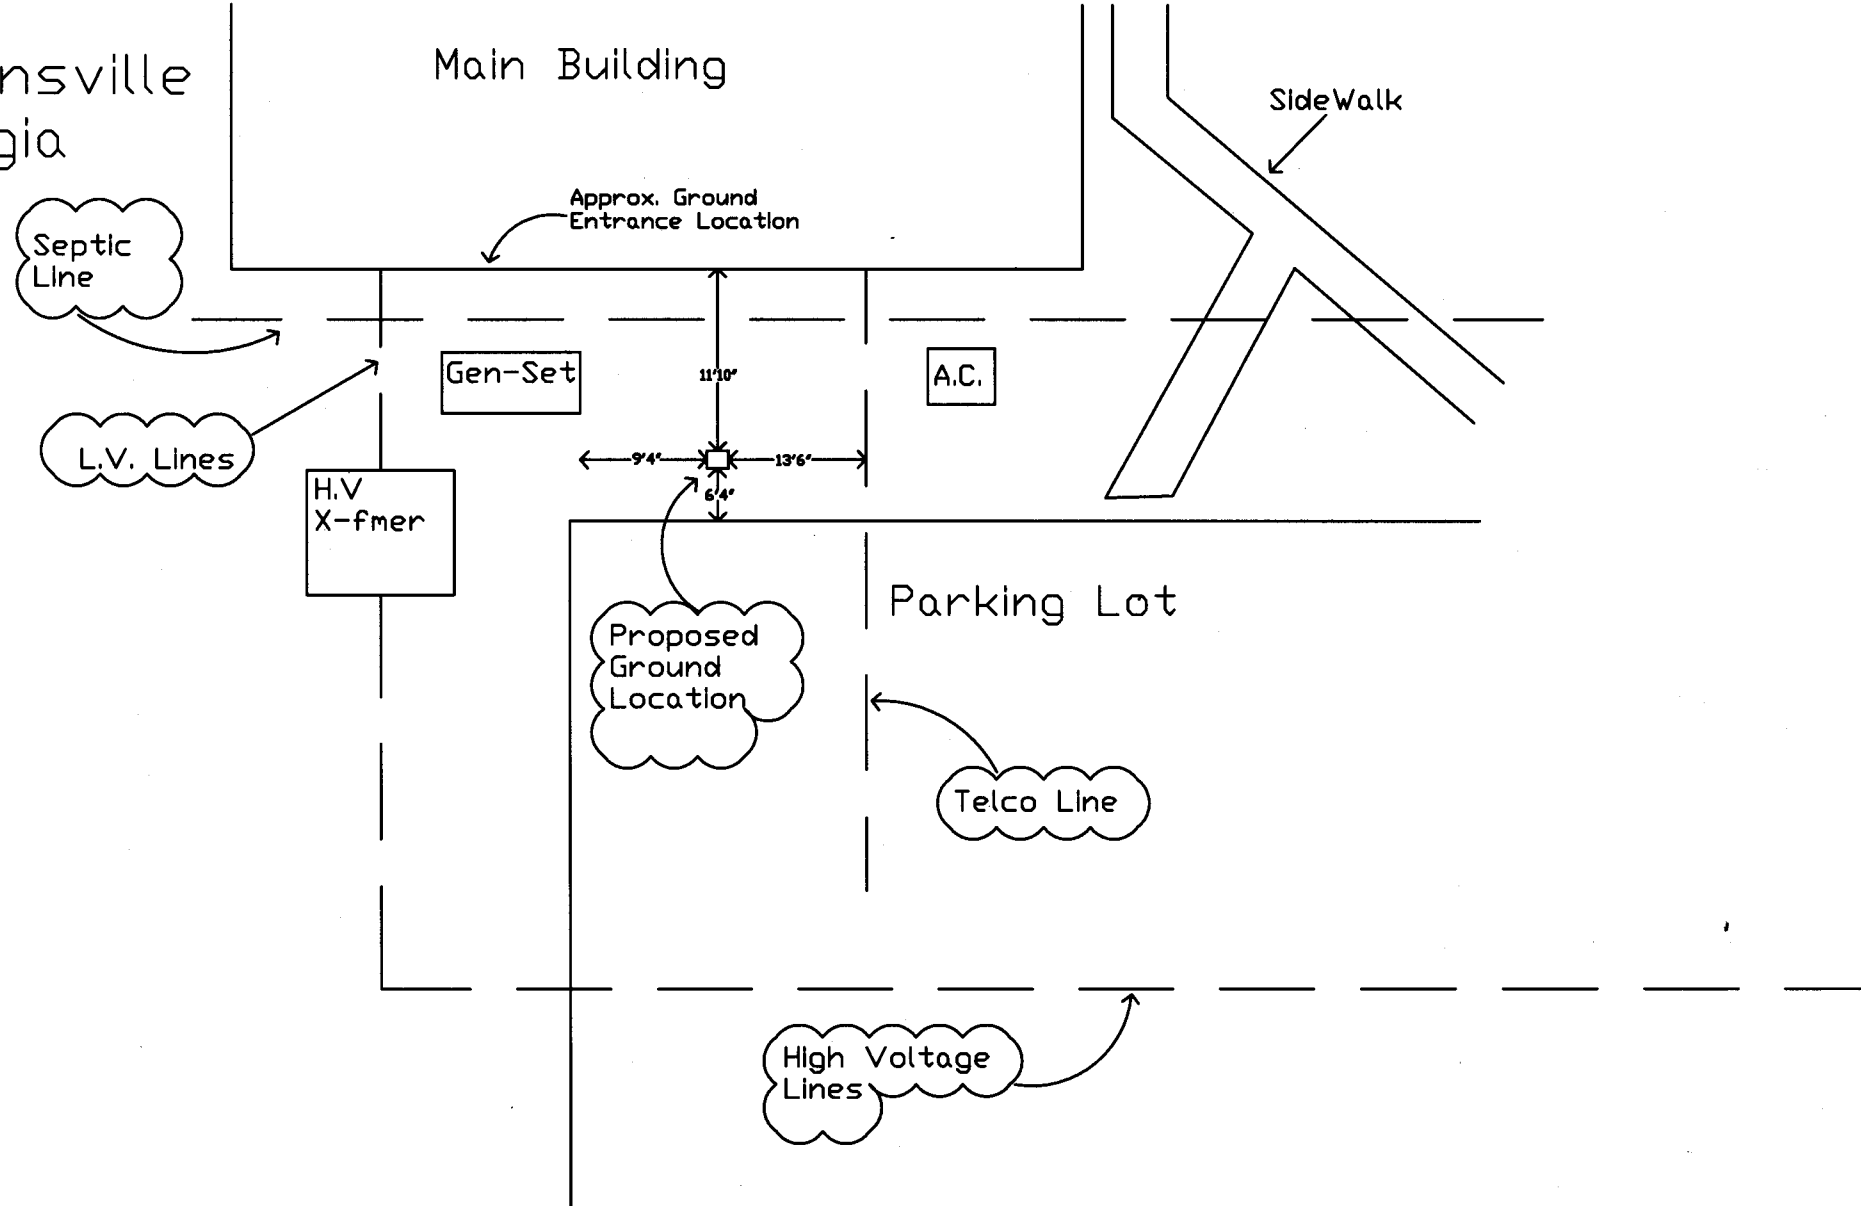 Main Building
nsville
gia
SideWalk
Approx. Ground
Entrance Location
Septic
Line
Gen-Set
A.C.
11'10"
L.V. Lines
9'4"
13'6"
6'4"
H.V
X-fmer
Parking Lot
Proposed
Ground
Location
Telco Line
High Voltage
Lines